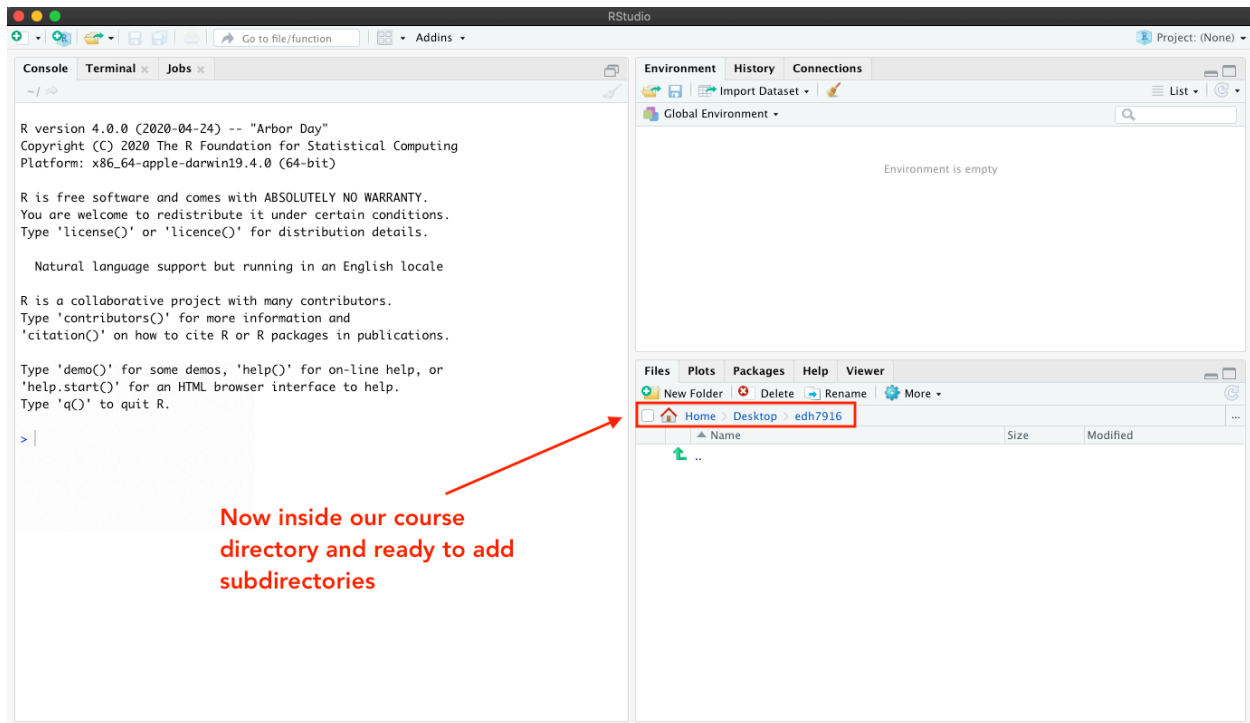 RStudio
Go to file/function
Addins
Project: (None)
Console Terminal Jobs
~/
R version 4.0.0 (2020-04-24) -- "Arbor Day"
Copyright (C) 2020 The R Foundation for Statistical Computing
Platform: x86_64-apple-darwin19.4.0 (64-bit)
R is free software and comes with ABSOLUTELY NO WARRANTY.
You are welcome to redistribute it under certain conditions.
Type 'license()' or 'licence()' for distribution details.
Natural language support but running in an English locale
R is a collaborative project with many contributors.
Type 'contributors()' for more information and
'citation()' on how to cite R or R packages in publications.
Type 'demo()' for some demos, 'help()' for on-line help, or
'help.start()' for an HTML browser interface to help.
Type 'q()' to quit R.
>
Now inside our course
directory and ready to add
subdirectories
Environment History Connections
Import Dataset
List
Global Environment
Environment is empty
Files Plots Packages Help Viewer
New Folder Delete Rename More
Home > Desktop > edh7916
...
Name Size Modified
..